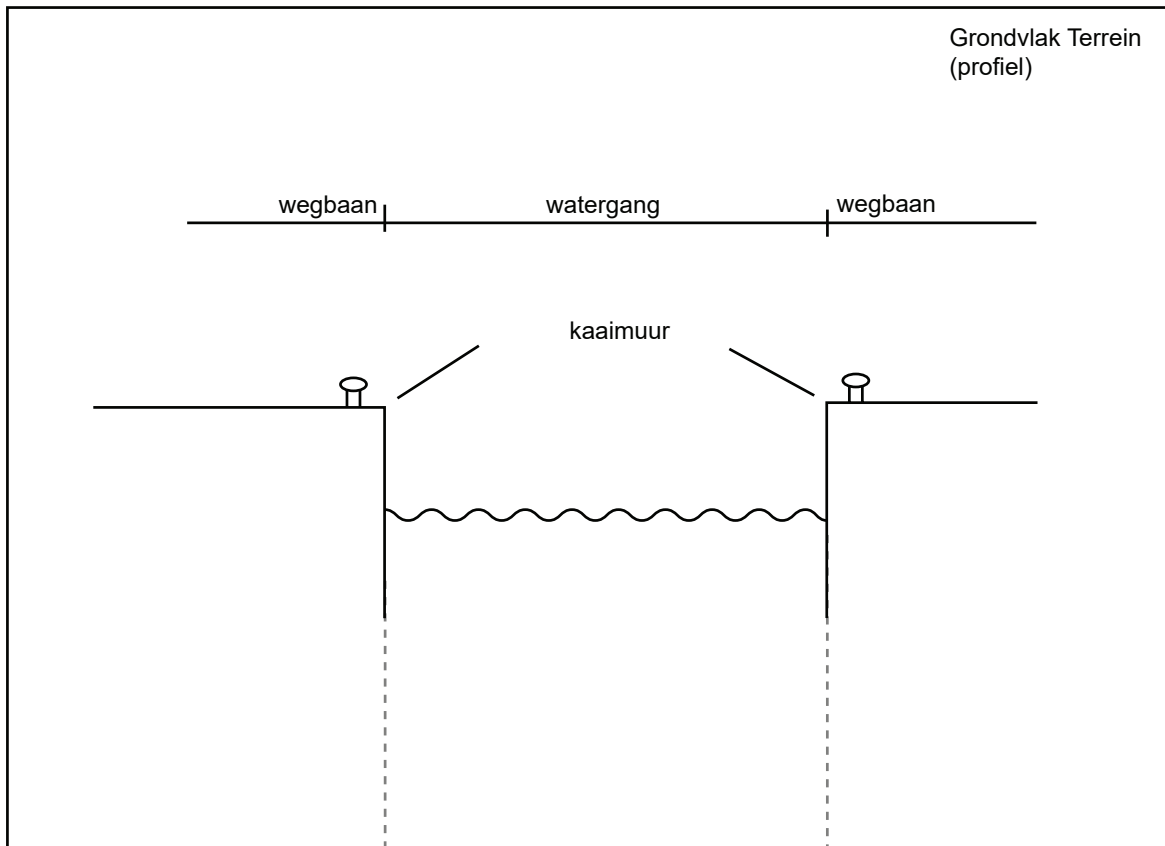 Grondvlak Terrein
(profiel)
wegbaan
watergang
wegbaan
kaaimuur